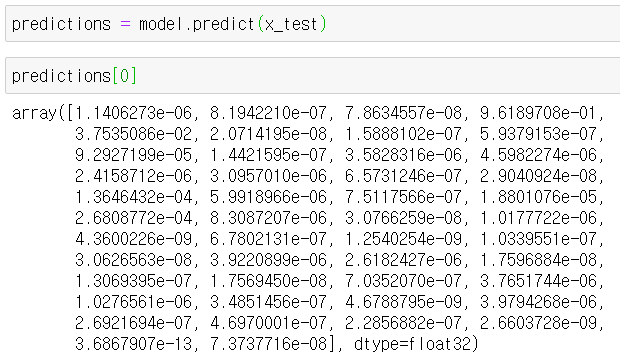 predictions = model.predict(x_test)
predictions[0]
array([1.1406273e-06, 8.1942210e-07, 7.8634557e-08, 9.6189708e-01,
3.7535086e-02, 2.0714195e-08, 1.5888102e-07, 5.9379153e-07,
9.2927199e-05, 1.4421595e-07, 3.5828316e-06, 4.5982274e-06,
2.4158712e-06, 3.0957010e-06, 6.5731246e-07, 2.9040924e-08,
1.3646432e-04, 5.9918966e-06, 7.5117566e-07, 1.8801076e-05,
2.6808772e-04, 8.3087207e-06, 3.0766259e-08, 1.0177722e-06,
4.3600226e-09, 6.7802131e-07, 1.2540254e-09, 1.0339551e-07,
3.0626563e-08, 3.9220899e-06, 2.6182427e-06, 1.7596884e-08,
1.3069395e-07, 1.7569450e-08, 7.0352070e-07, 3.7651744e-06,
1.0276561e-06, 3.4851456e-07, 4.6788795e-09, 3.9794268e-06,
2.6921694e-07, 4.6970001e-07, 2.2856882e-07, 2.6603728e-09,
3.6867907e-13, 7.3737716e-08], dtype=float32)